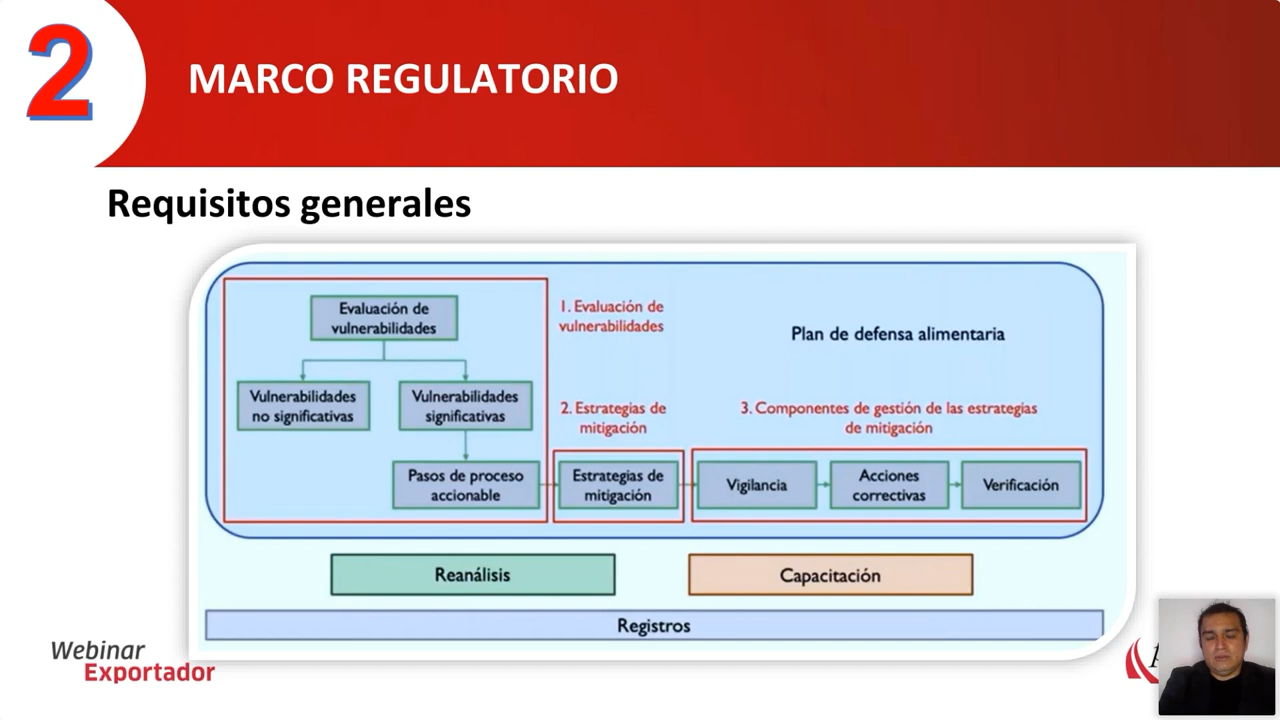 2
MARCO REGULATORIO
Requisitos generales
Evaluación de
vulnerabilidades
1. Evaluación de
vulnerabilidades
Plan de defensa alimentaria
Vulnerabilidades
no significativas
Vulnerabilidades
significativas
2. Estrategias de
mitigación
3. Componentes de gestión de las estrategias
de mitigación
Pasos de proceso
accionable
Estrategias de
mitigación
Vigilancia
Acciones
correctivas
Verificación
Reanálisis
Capacitación
Registros
Webinar
Exportador